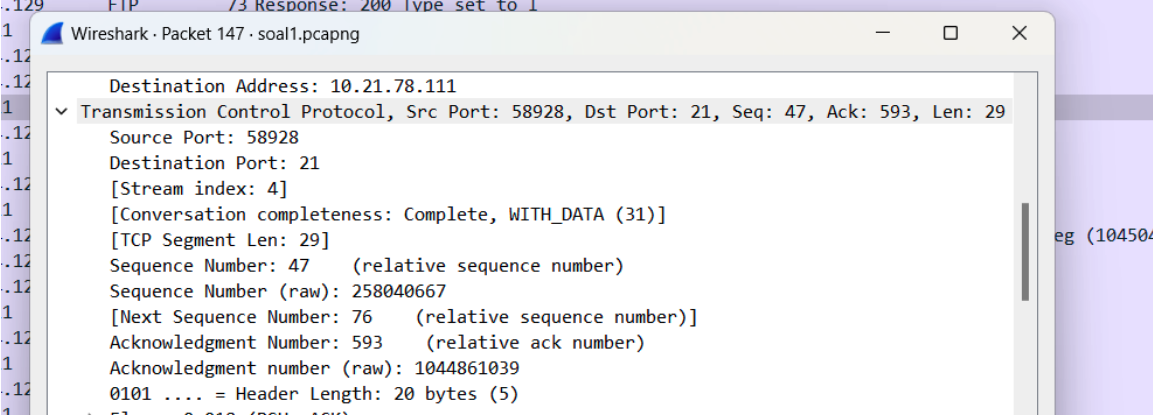 .129 FTP 73 Response: 200 Type set to I
1 Wireshark · Packet 147 · soal1.pcapng
.12
.12 Destination Address: 10.21.78.111
1 Transmission Control Protocol, Src Port: 58928, Dst Port: 21, Seq: 47, Ack: 593, Len: 29
.12 Source Port: 58928
1 Destination Port: 21
.12 [Stream index: 4]
1 [Conversation completeness: Complete, WITH_DATA (31)]
.12 [TCP Segment Len: 29] eg (104504
.12 Sequence Number: 47 (relative sequence number)
.12 Sequence Number (raw): 258040667
1 [Next Sequence Number: 76 (relative sequence number)]
.12 Acknowledgment Number: 593 (relative ack number)
1 Acknowledgment number (raw): 1044861039
.12 0101 .... = Header Length: 20 bytes (5)